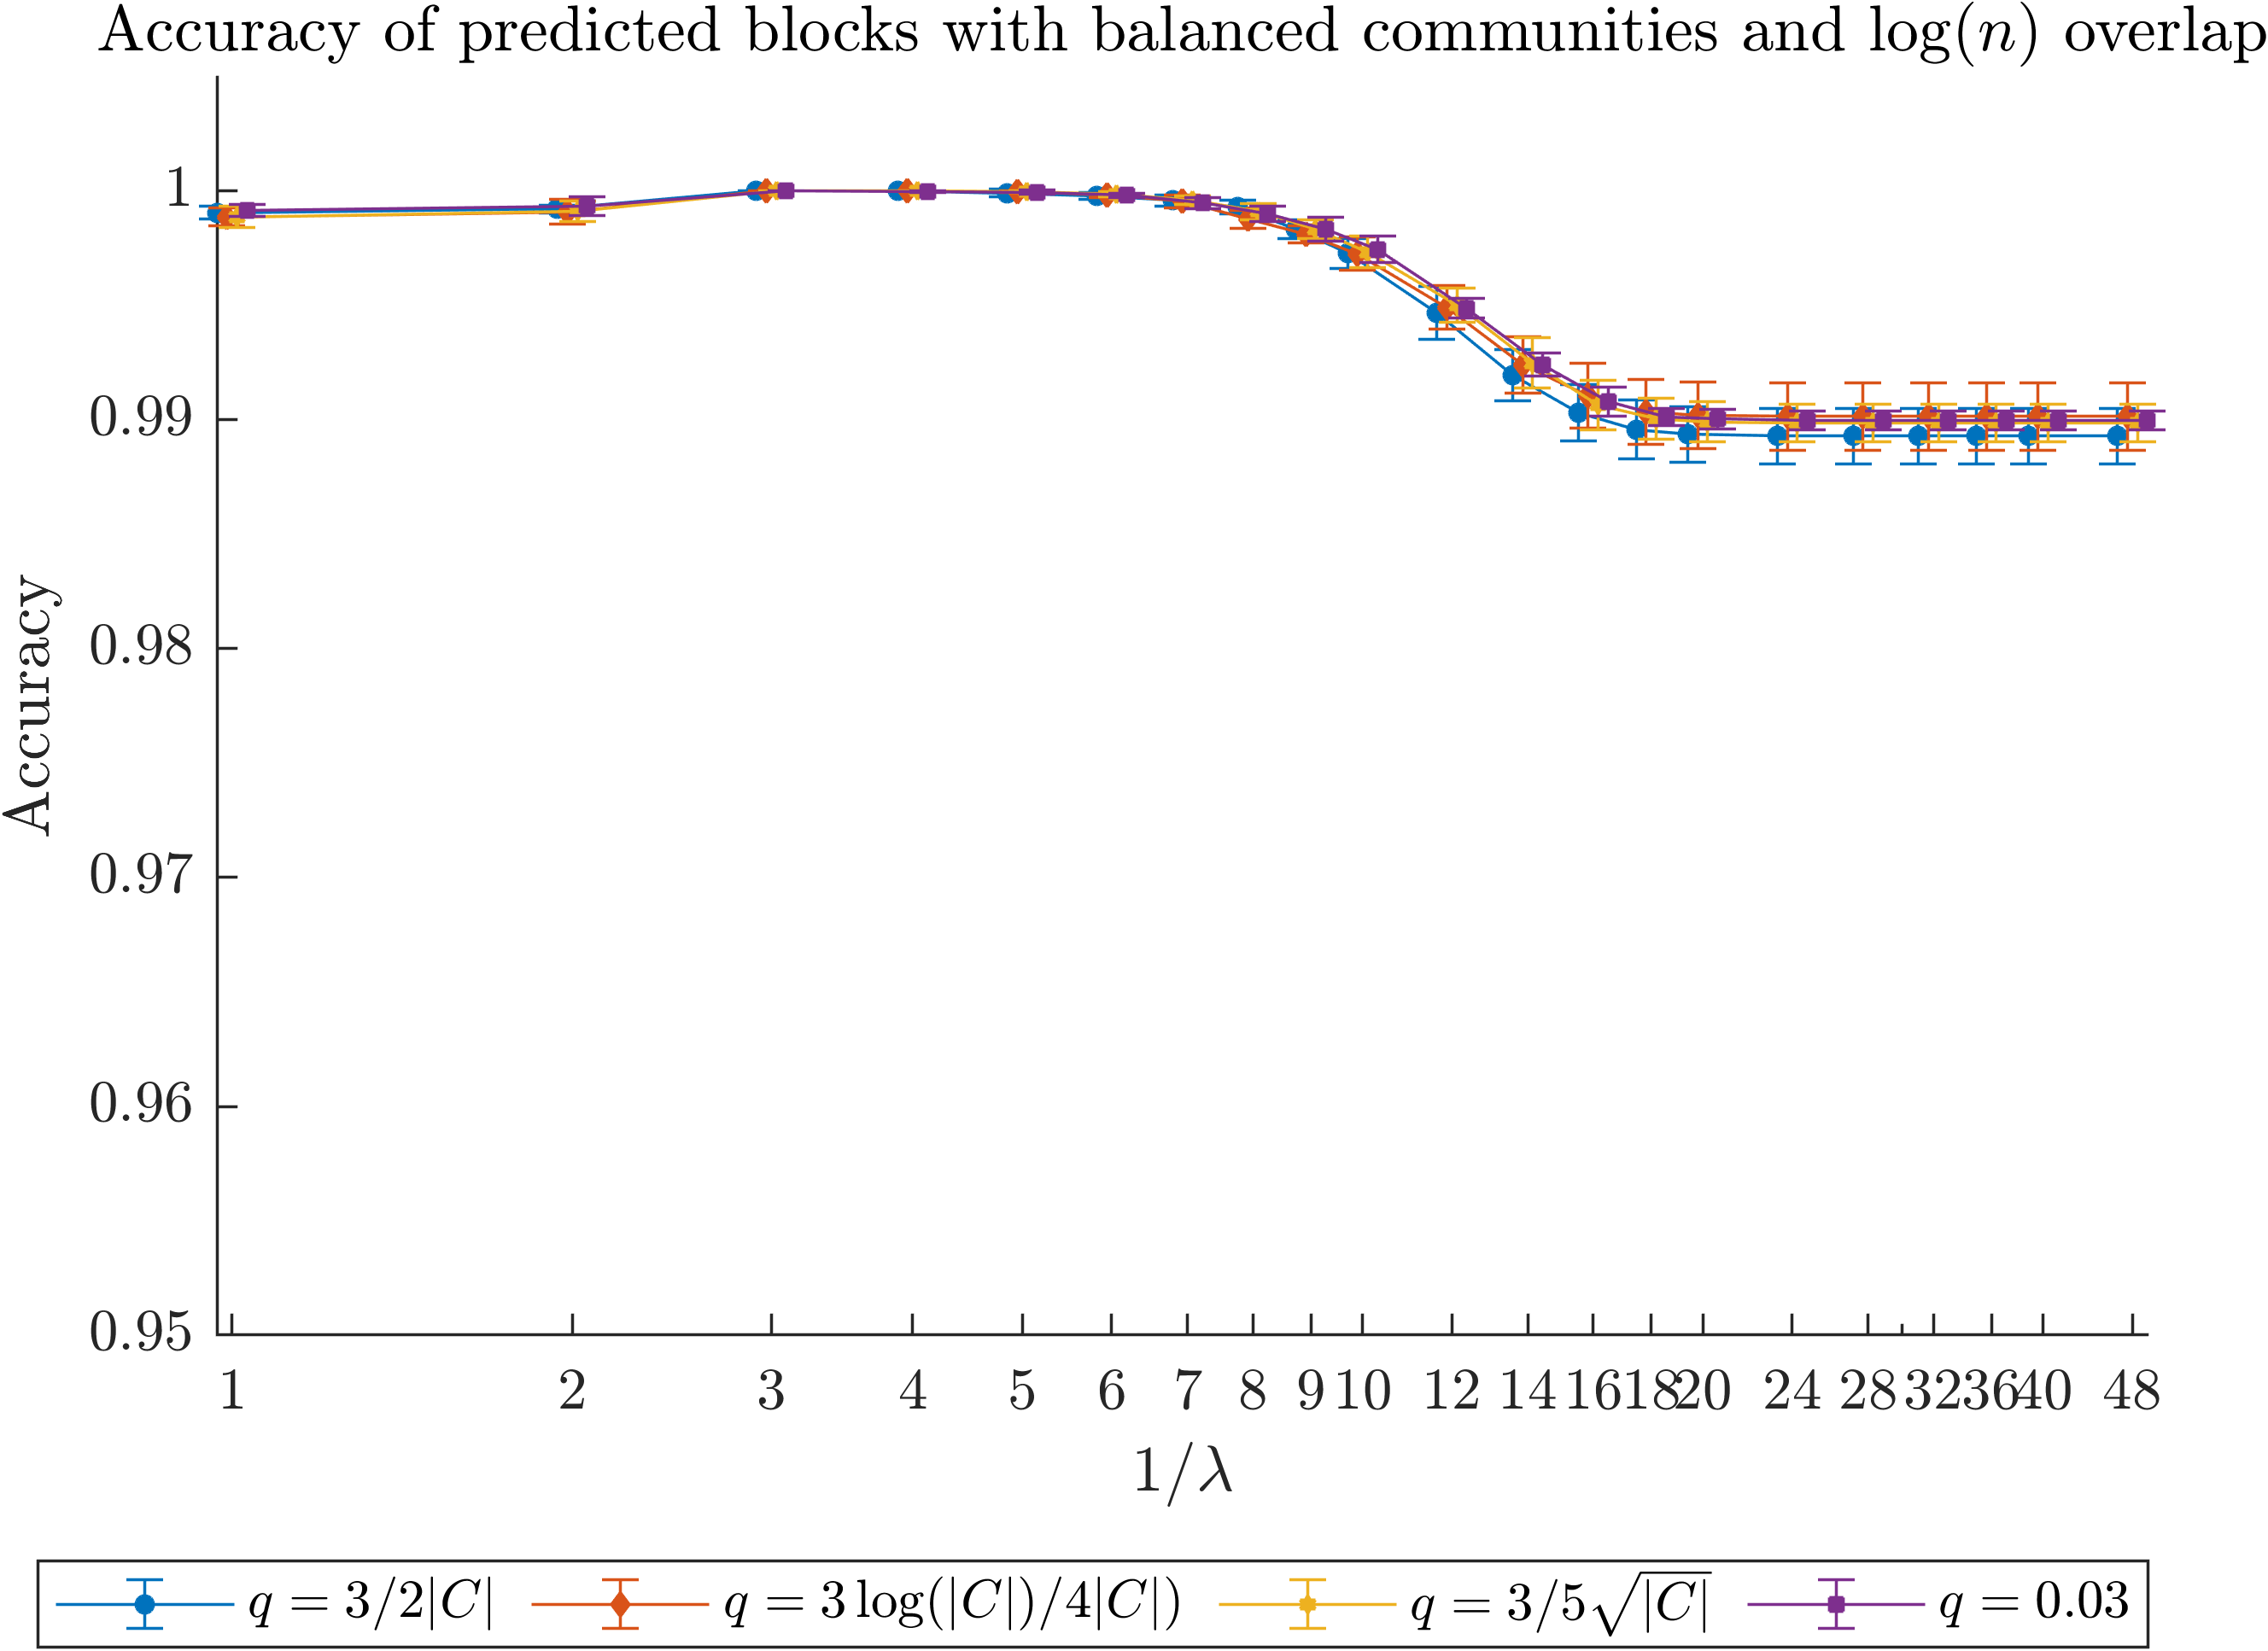 Accuracy of predicted blocks with balanced communities and log(n) overlap
Accuracy
1
0.99
0.98
0.97
0.96
0.95
1 2 3 4 5 6 7 8 9 10 12 14 16 18 20 24 28 32 36 40 48
1/λ
q = 3/2|C| q = 3 log(|C|)/4|C|) q = 3/5√|C| q = 0.03